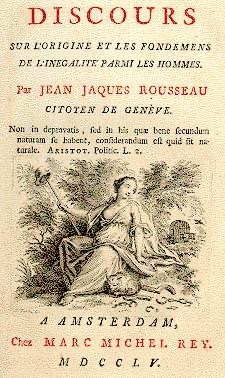 DISCOURS
SUR L'ORIGINE ET LES FONDEMENS
DE L'INEGALITE PARMI LES HOMMES.
Par JEAN JAQUES ROUSSEAU
CITOYEN DE GENÈVE.
Non in depravatis, sed in his quæ bene secundum
naturam se habent, considerandum est quid sit na-
turale. ARISTOT. Politic. L. 2.
A AMSTERDAM,
Chez MARC MICHEL REY.
MDCCLV.